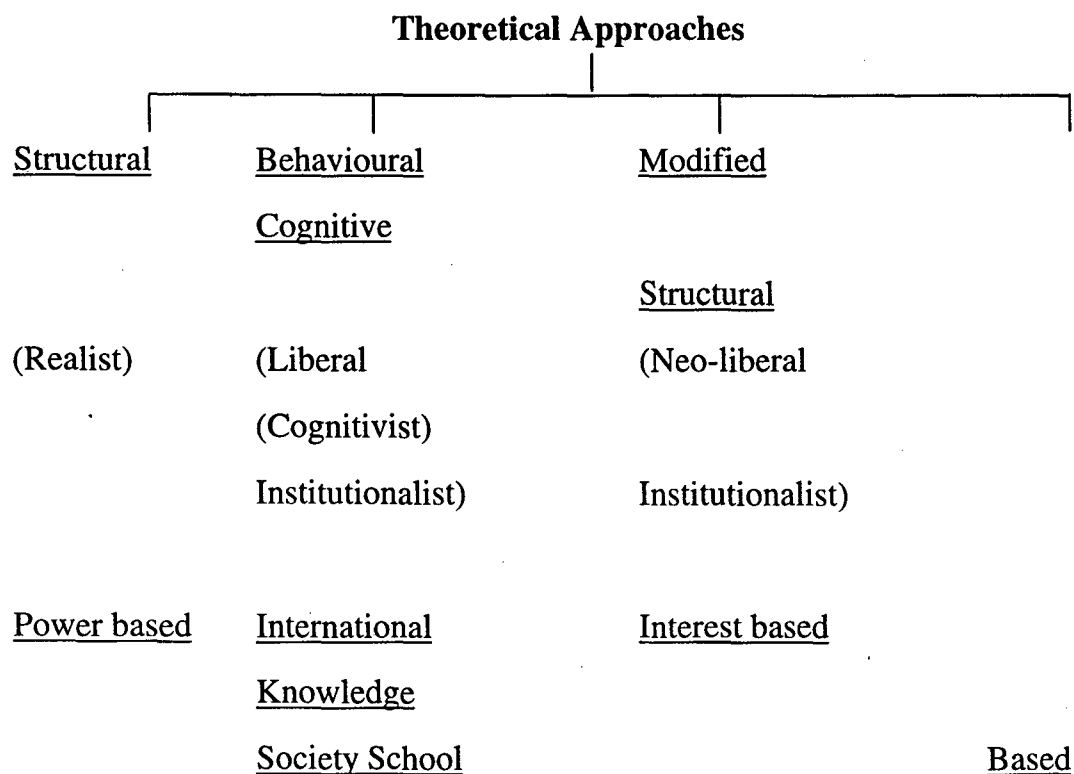 Theoretical Approaches
Structural Behavioural Modified
Cognitive
Structural
(Realist) (Liberal (Neo-liberal
(Cognitivist)
Institutionalist) Institutionalist)
Power based International Interest based
Knowledge
Society School Based